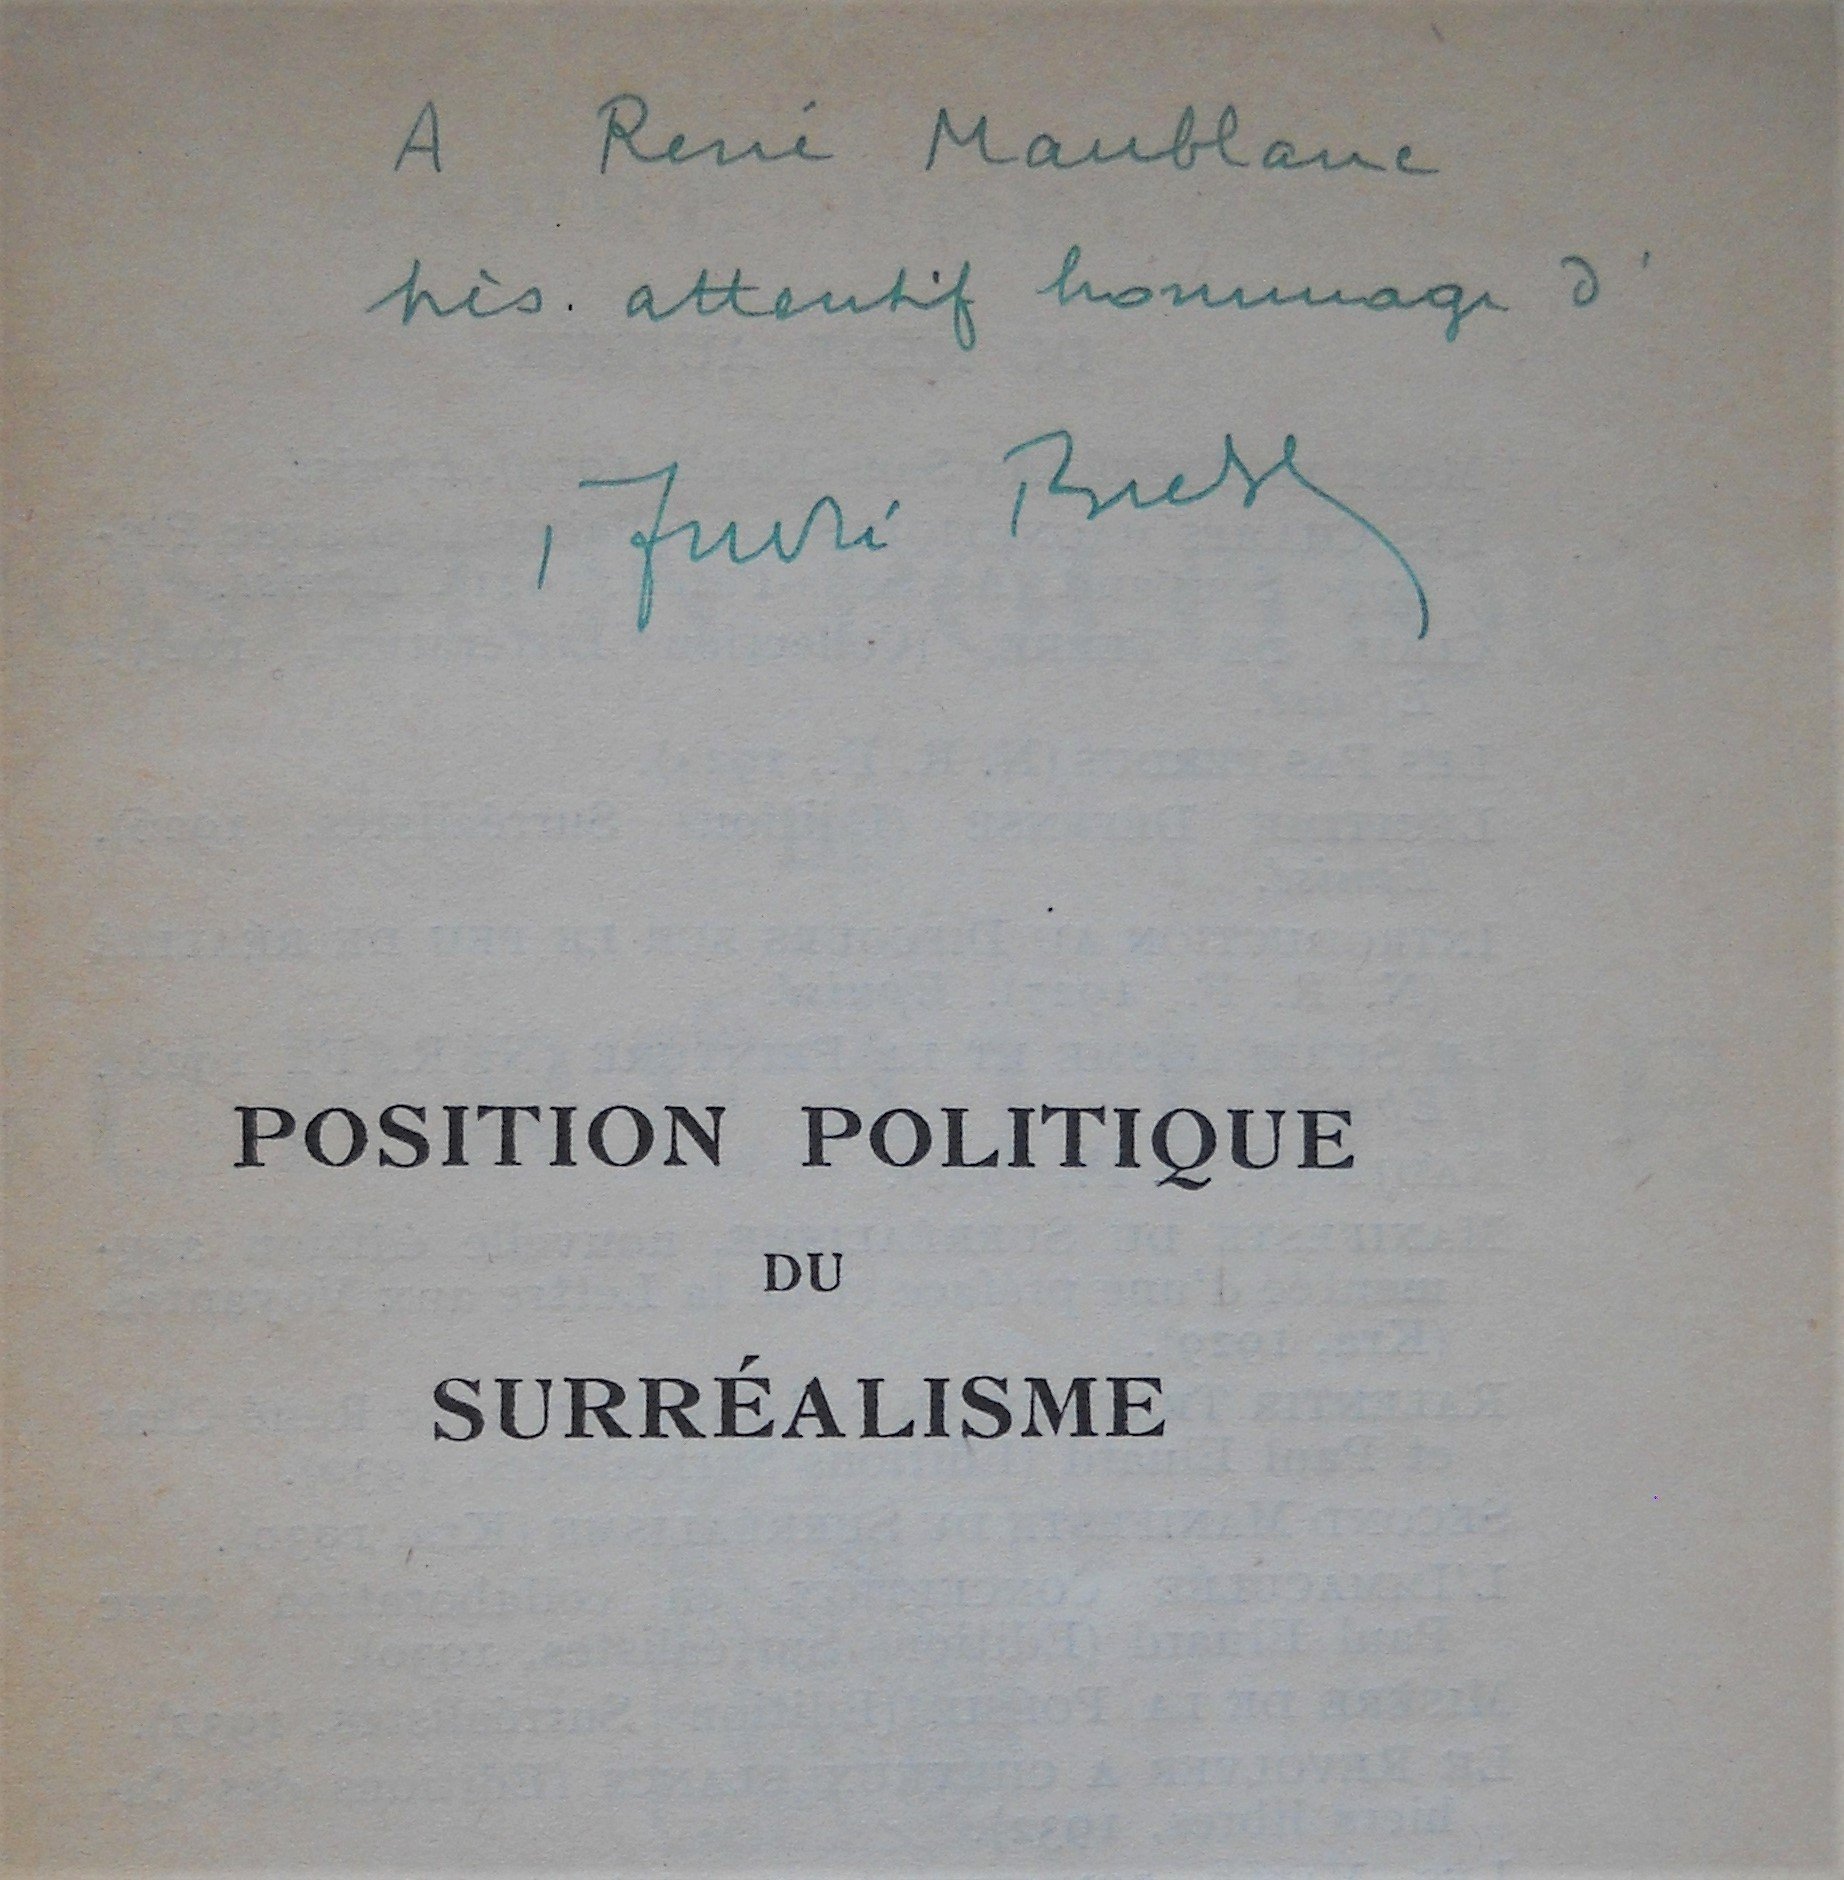 A René Maublanc
très attentif hommage d'
André Breton
POSITION POLITIQUE
DU
SURRÉALISME